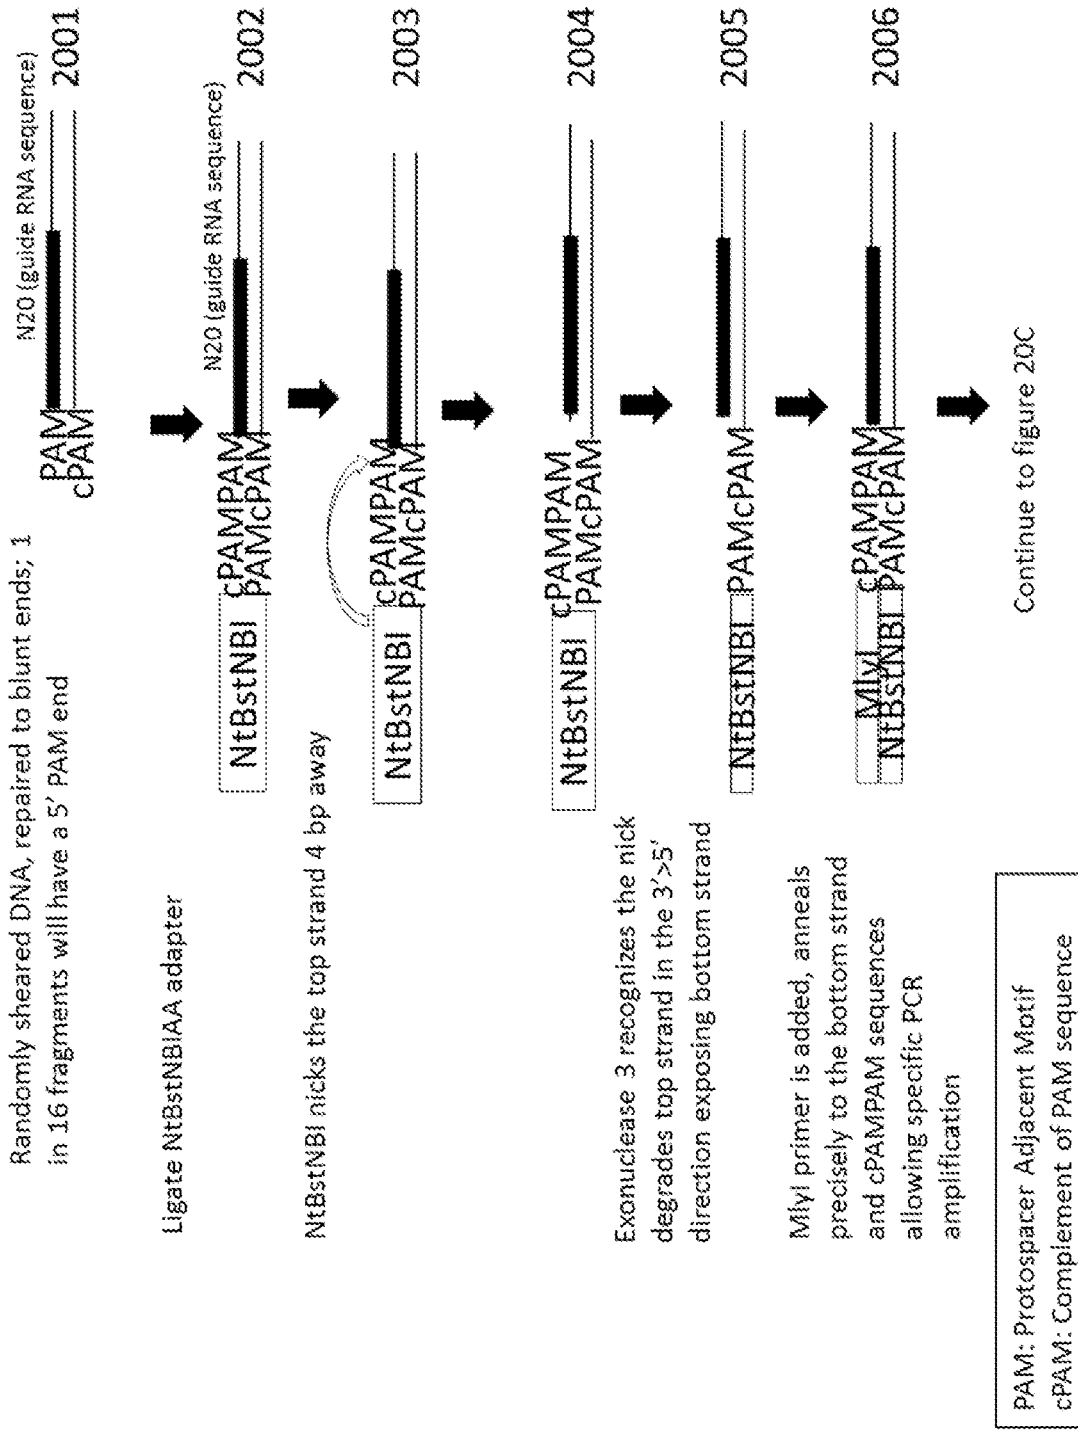 Randomly sheared DNA, repaired to blunt ends; 1
in 16 fragments will have a 5' PAM end
N20 (guide RNA sequence)
PAM
cPAM
2001
Ligate NtBstNBIAA adapter
N20 (guide RNA sequence)
NtBstNBI
cPAMPAM
PAMcPAM
2002
NtBstNBI nicks the top strand 4 bp away
NtBstNBI
cPAMPAM
PAMcPAM
2003
NtBstNBI
cPAMPAM
PAMcPAM
2004
Exonuclease 3 recognizes the nick
degrades top strand in the 3'>5'
direction exposing bottom strand
NtBstNBI PAMcPAM
2005
MlyI primer is added, anneals
precisely to the bottom strand
and cPAMPAM sequences
allowing specific PCR
amplification
MlyI cPAMPAM
NtBstNBI PAMcPAM
2006
Continue to figure 20C
PAM: Protospacer Adjacent Motif
cPAM: Complement of PAM sequence